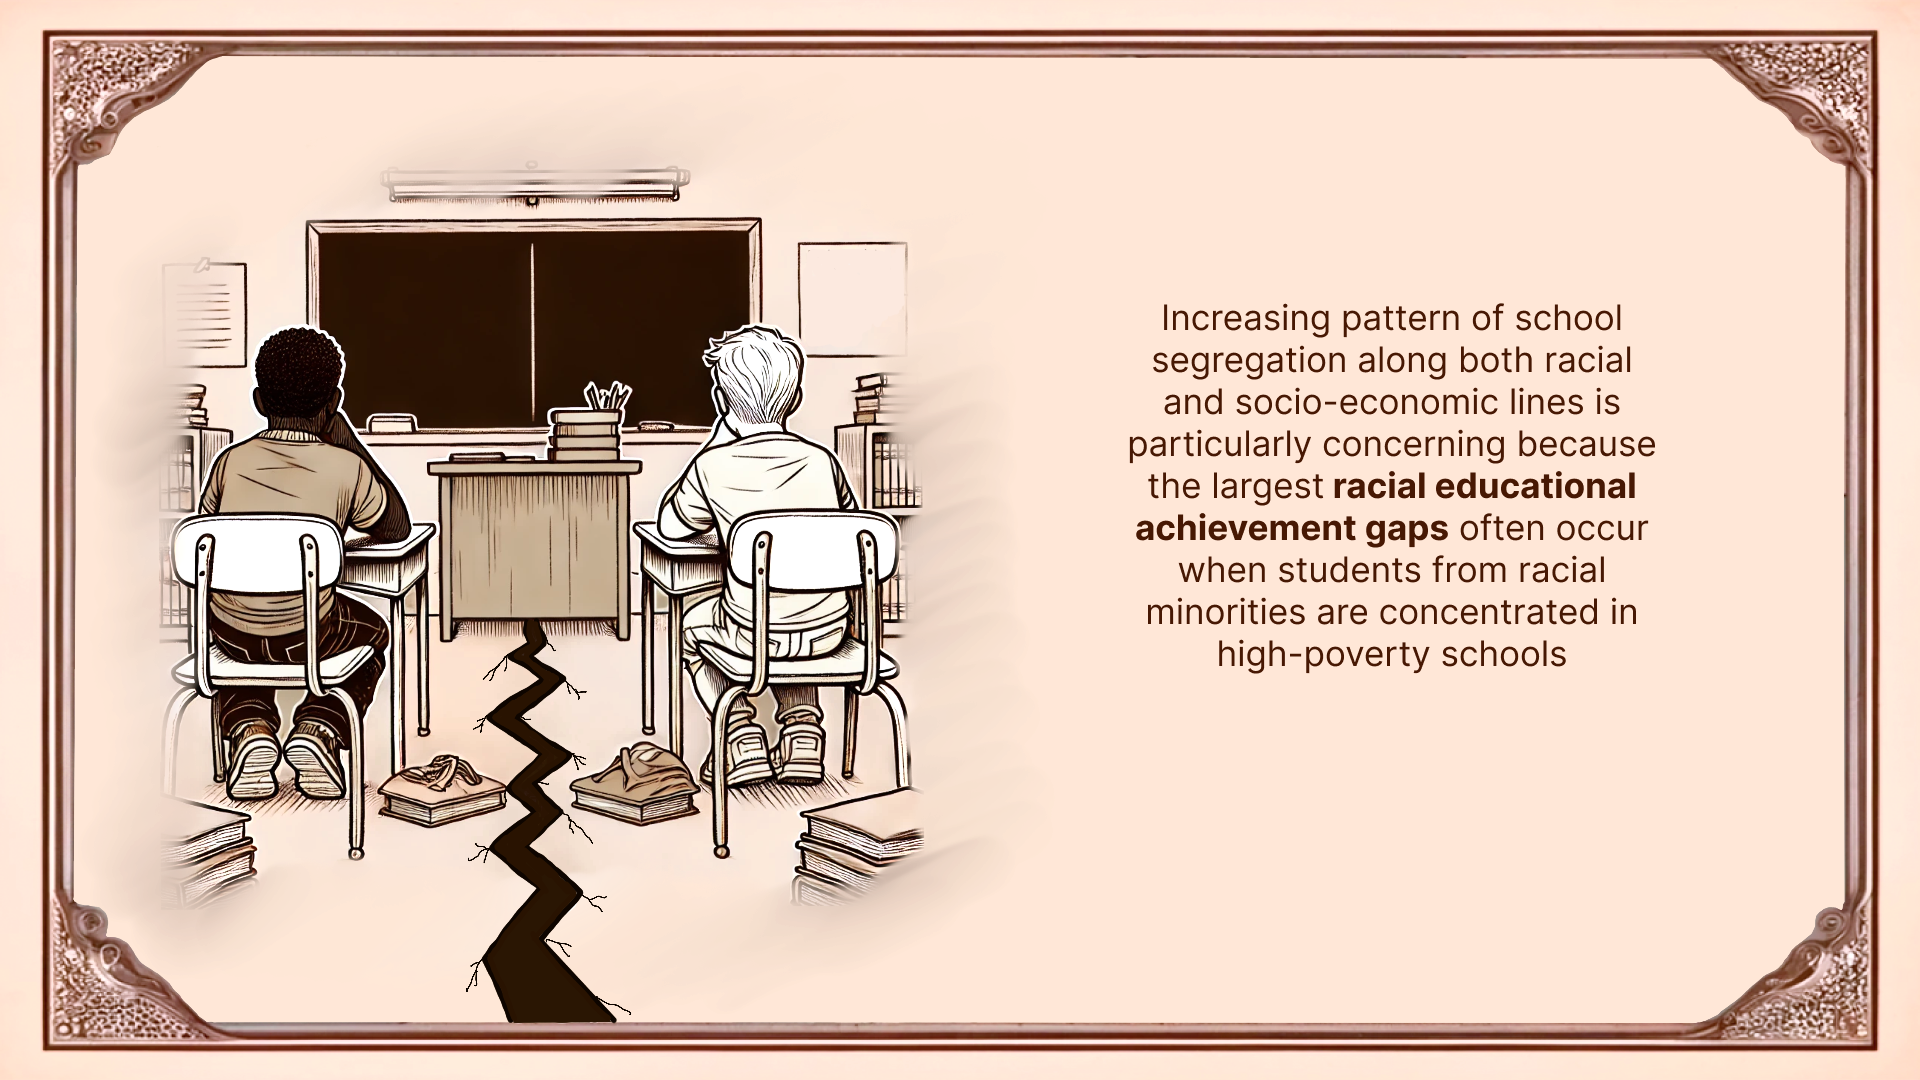 Increasing pattern of school
segregation along both racial
and socio-economic lines is
particularly concerning because
the largest racial educational
achievement gaps often occur
when students from racial
minorities are concentrated in
high-poverty schools